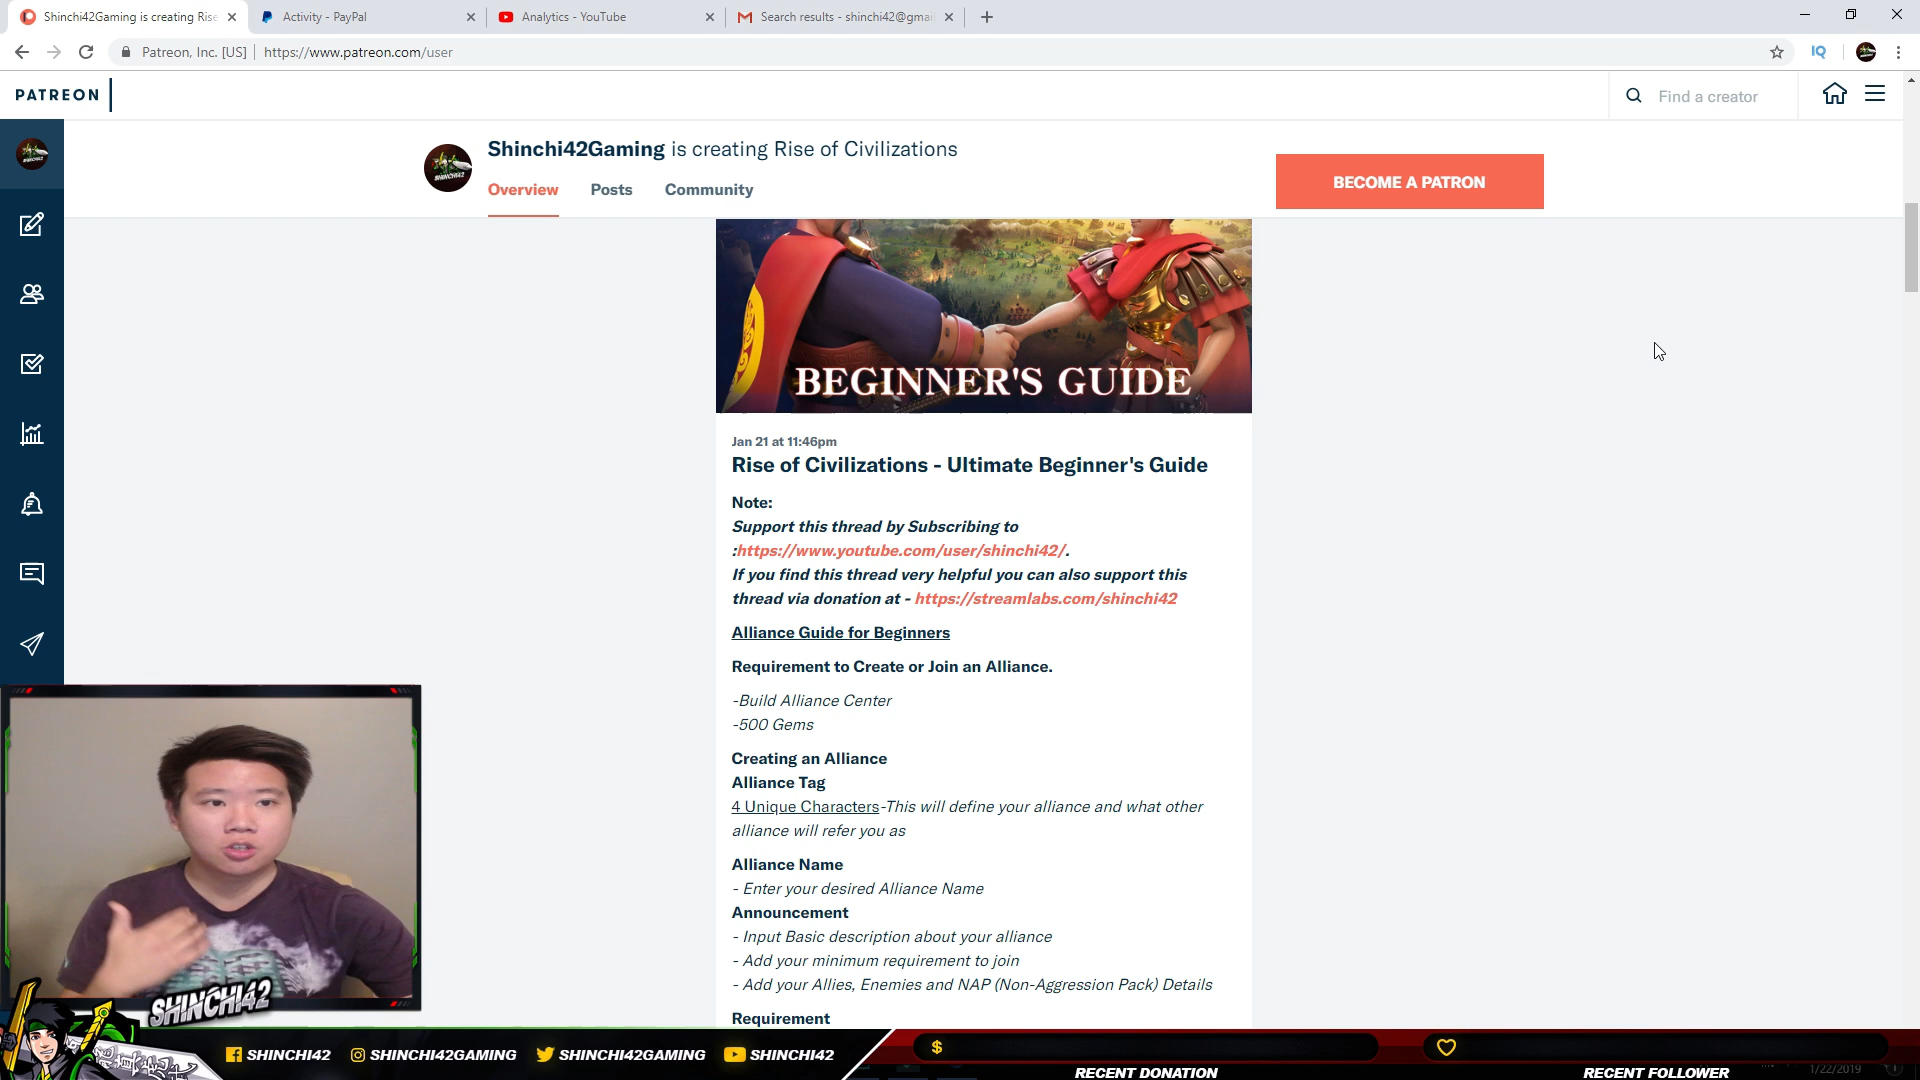 Shinchi42Gaming is creating Rise
Activity - PayPal
Analytics - YouTube
Search results - shinchi42@gmai
Patreon, Inc. [US] | https://www.patreon.com/user
IQ
PATREON
Find a creator
Shinchi42Gaming is creating Rise of Civilizations
Overview
Posts
Community
BECOME A PATRON
BEGINNER'S GUIDE
Jan 21 at 11:46pm
Rise of Civilizations - Ultimate Beginner's Guide
Note:
Support this thread by Subscribing to
:https://www.youtube.com/user/shinchi42/.
If you find this thread very helpful you can also support this
thread via donation at - https://streamlabs.com/shinchi42
Alliance Guide for Beginners
Requirement to Create or Join an Alliance.
-Build Alliance Center
-500 Gems
Creating an Alliance
Alliance Tag
4 Unique Characters-This will define your alliance and what other
alliance will refer you as
Alliance Name
- Enter your desired Alliance Name
Announcement
- Input Basic description about your alliance
- Add your minimum requirement to join
- Add your Allies, Enemies and NAP (Non-Aggression Pack) Details
Requirement
SHINCHI42
SHINCHI42
SHINCHI42GAMING
SHINCHI42GAMING
SHINCHI42
$
RECENT DONATION
RECENT FOLLOWER
1/22/2019